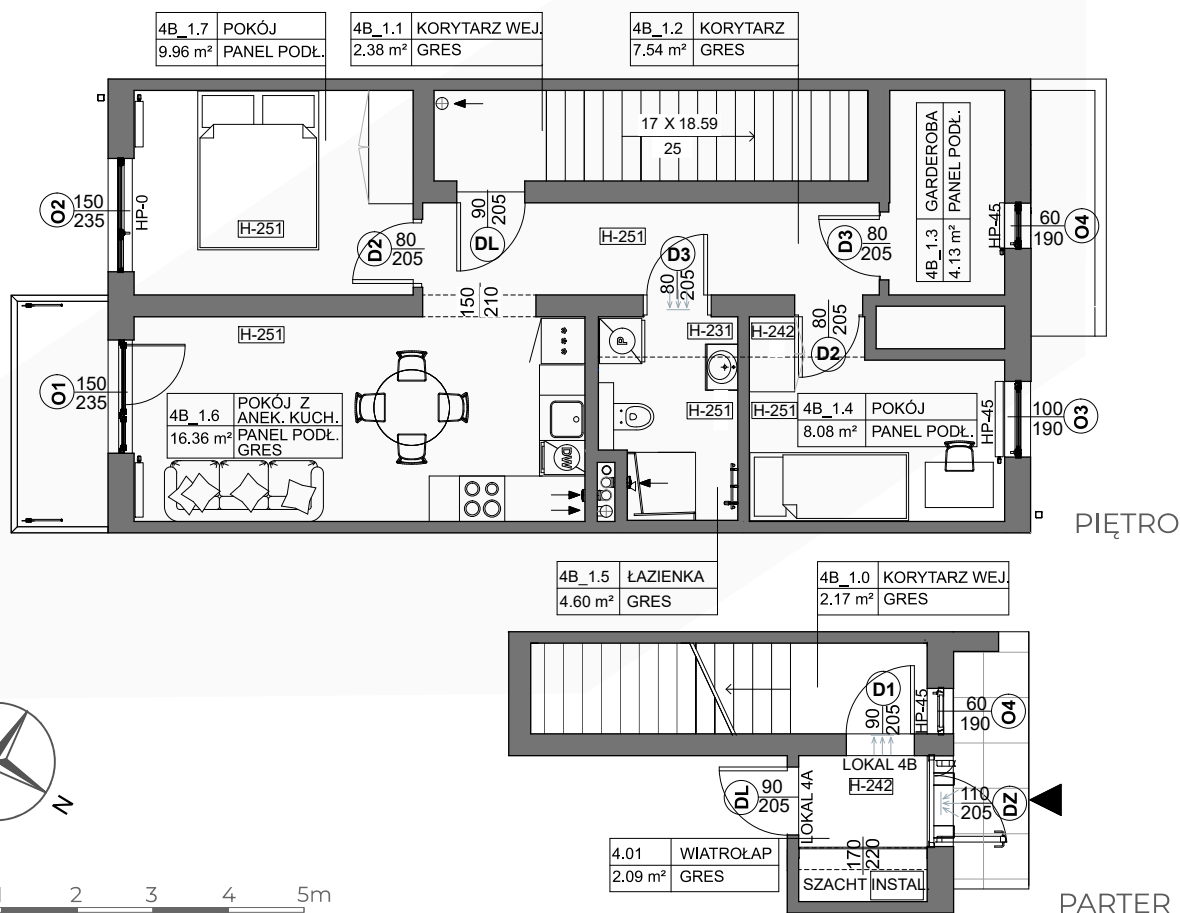 4B_1.7 POKÓJ
9.96 m² PANEL PODŁ.
4B_1.1 KORYTARZ WEJ.
2.38 m² GRES
4B_1.2 KORYTARZ
7.54 m² GRES
17 X 18.59
25
4B_1.3 GARDEROBA
4.13 m² PANEL PODŁ.
O2 150
235
HP-0
H-251
D2 80
205
90
205
DL
H-251
D3
80
205
D3 80
205
HP-45
60
190
O4
150
210
H-251
H-231
H-242
80
205
D2
P
O1 150
235
4B_1.6 POKÓJ Z
ANEK. KUCH.
16.36 m² PANEL PODŁ.
GRES
DW
H-251
H-251
4B_1.4 POKÓJ
8.08 m² PANEL PODŁ.
HP-45
100
190
O3
PIĘTRO
4B_1.5 ŁAZIENKA
4.60 m² GRES
4B_1.0 KORYTARZ WEJ.
2.17 m² GRES
D1
90
205
HP-45
60
190
O4
LOKAL 4B
H-242
LOKAL 4A
DL 90
205
110
205
DZ
170
220
4.01 WIATROŁAP
2.09 m² GRES
SZACHT INSTAL.
N
1 2 3 4 5m
PARTER